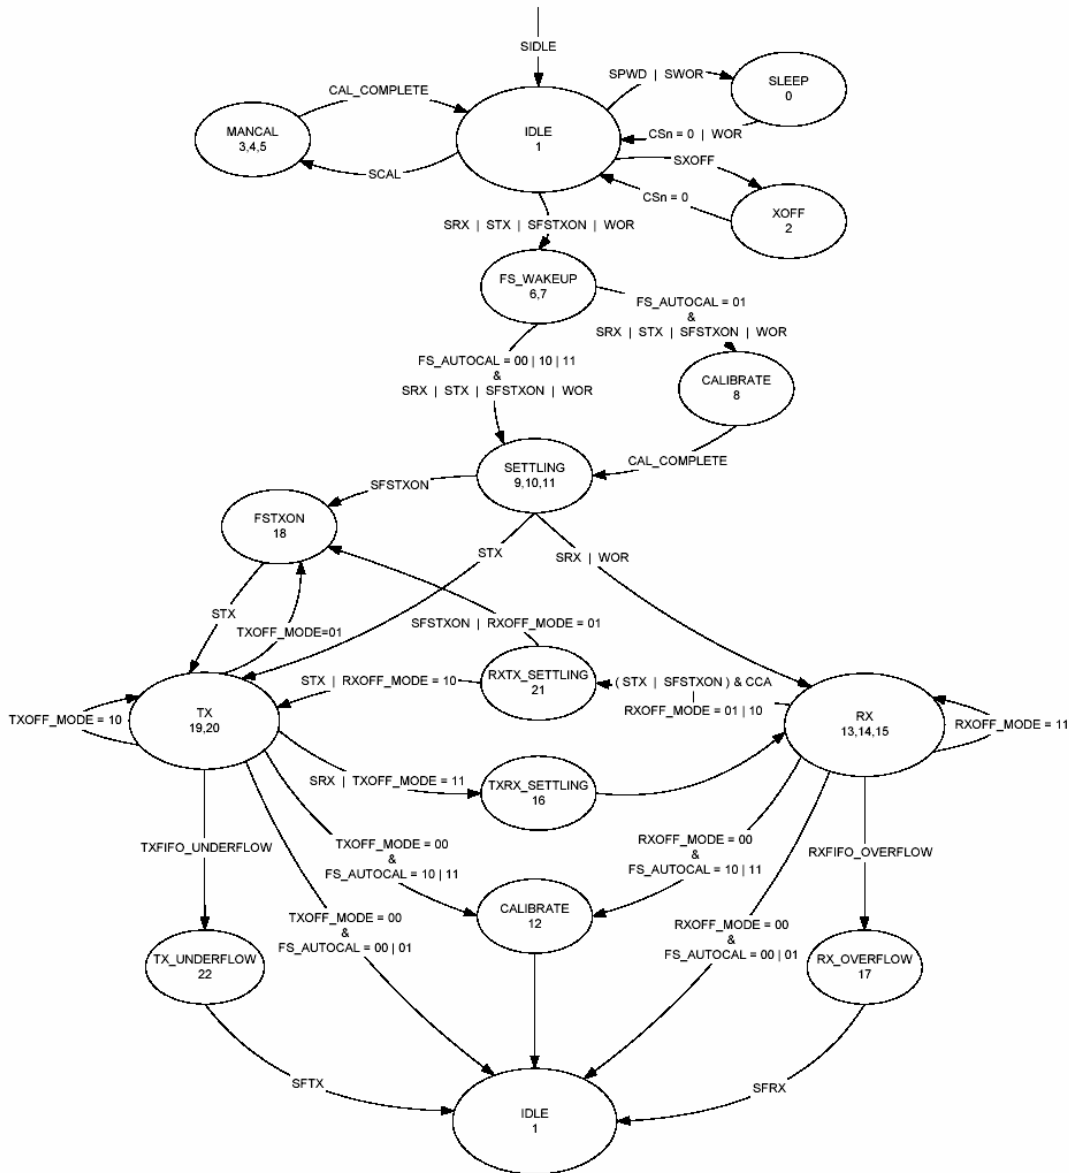 SIDLE
SPWD | SWOR
SLEEP
0
CAL_COMPLETE
MANCAL
3,4,5
IDLE
1
CSn = 0 | WOR
SCAL
SXOFF
CSn = 0
XOFF
2
SRX | STX | SFSTXON | WOR
FS_WAKEUP
6,7
FS_AUTOCAL = 01
&
SRX | STX | SFSTXON | WOR
FS_AUTOCAL = 00 | 10 | 11
&
SRX | STX | SFSTXON | WOR
CALIBRATE
8
CAL_COMPLETE
SETTLING
9,10,11
SFSTXON
FSTXON
18
STX
SRX | WOR
STX
TXOFF_MODE=01
SFSTXON | RXOFF_MODE = 01
STX | RXOFF_MODE = 10
RXTX_SETTLING
21
( STX | SFSTXON ) & CCA
|
RXOFF_MODE = 01 | 10
TXOFF_MODE = 10
TX
19,20
RX
13,14,15
RXOFF_MODE = 11
SRX | TXOFF_MODE = 11
TXRX_SETTLING
16
TXFIFO_UNDERFLOW
TXOFF_MODE = 00
&
FS_AUTOCAL = 10 | 11
RXOFF_MODE = 00
&
FS_AUTOCAL = 10 | 11
RXFIFO_OVERFLOW
CALIBRATE
12
TXOFF_MODE = 00
&
FS_AUTOCAL = 00 | 01
RXOFF_MODE = 00
&
FS_AUTOCAL = 00 | 01
TX_UNDERFLOW
22
RX_OVERFLOW
17
SFTX
SFRX
IDLE
1